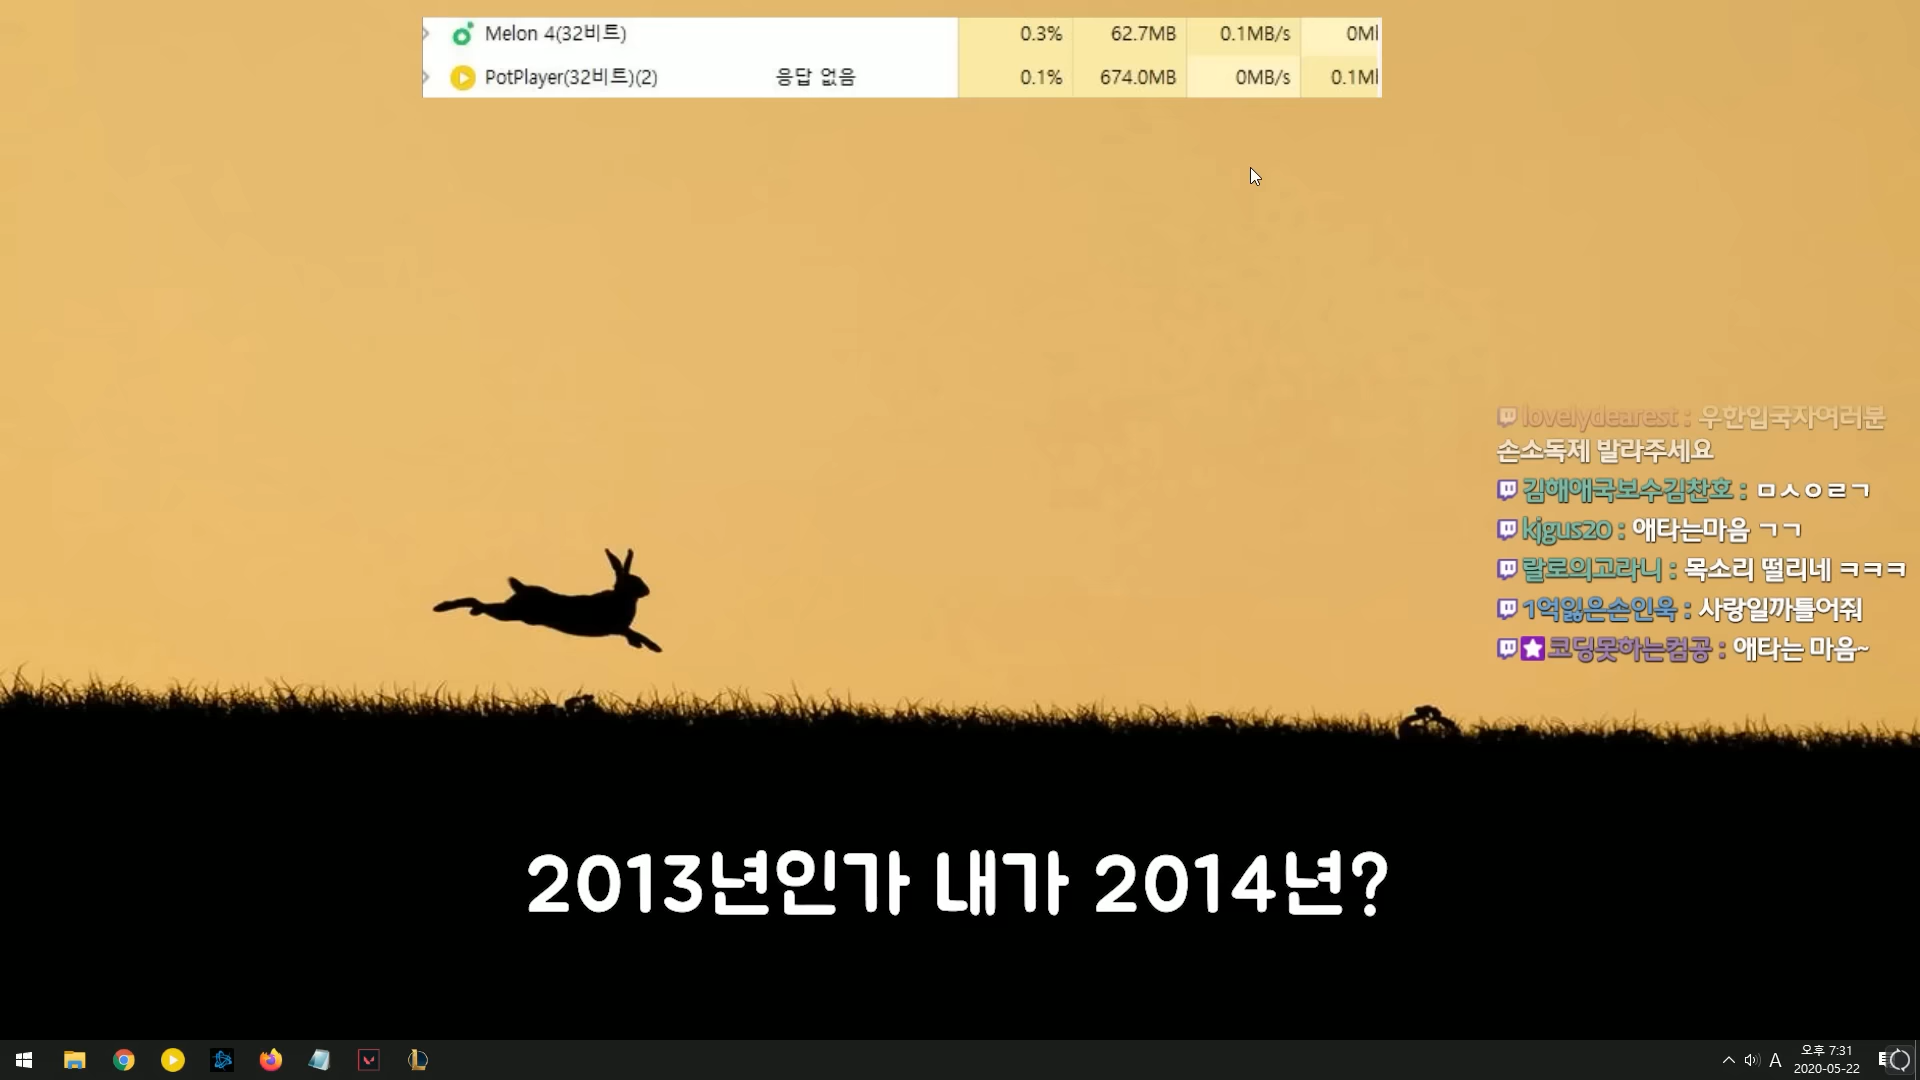 Melon 4(32비트) 0.3% 62.7MB 0.1MB/s
PotPlayer(32비트)(2) 응답 없음 0.1% 674.0MB 0MB/s
lovelydearest : 우한입국자여러분
손소독제 발라주세요
김해애국보수김찬호 : ㅁㅅㅇㄹㄱ
kjgus20 : 애타는마음 ㄱㄱ
랄로의고라니 : 목소리 떨리네 ㅋㅋㅋ
1억잃은손인욱 : 사랑일까틀어줘
코딩못하는컴공 : 애타는 마음~
2013년인가 내가 2014년?
A
오후 7:31
2020-05-22